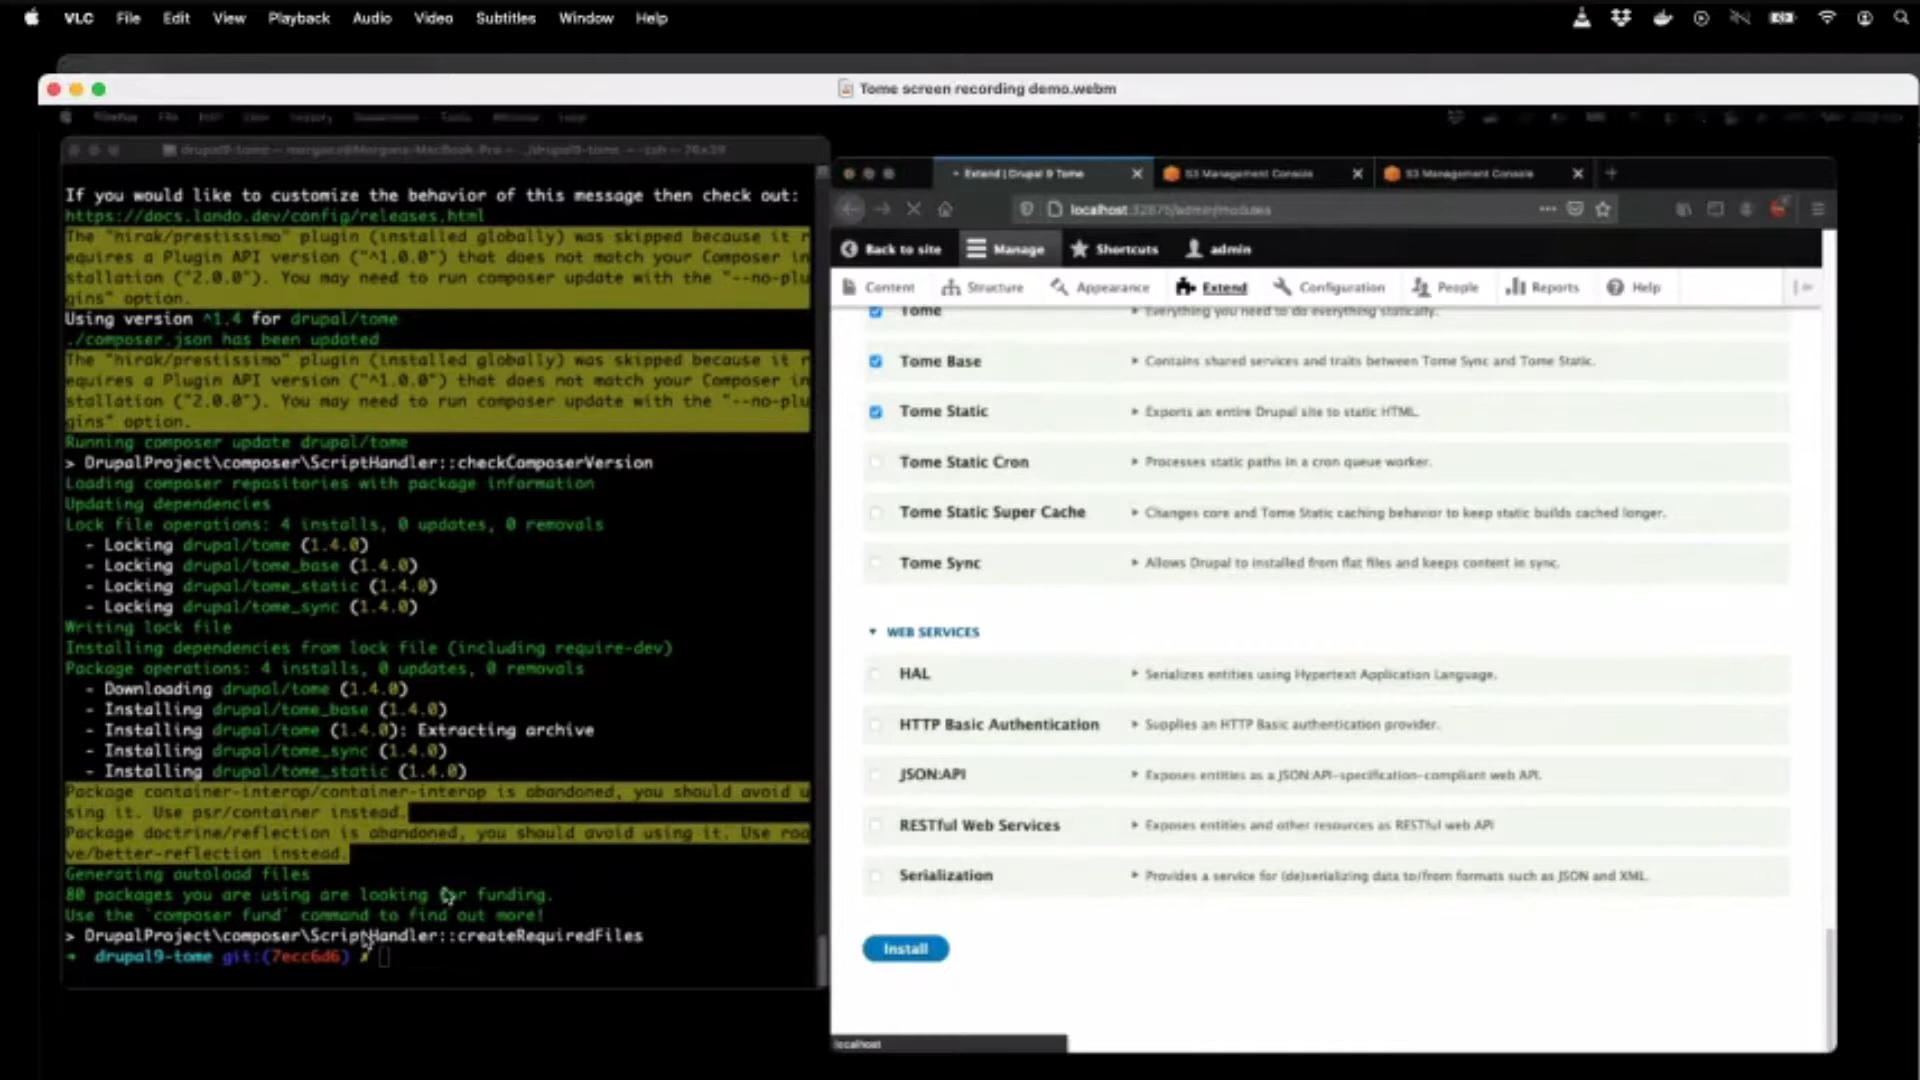 VLC File Edit View Playback Audio Video Subtitles Window Help
Tome screen recording demo.webm
drupal9-tome — morganz@Morgans-MacBook-Pro — ../drupal9-tome — -zsh —
If you would like to customize the behavior of this message then check out:
https://docs.lando.dev/config/releases.html
The "hirak/prestissimo" plugin (installed globally) was skipped because it r
equires a Plugin API version ("^1.0.0") that does not match your Composer in
stallation ("2.0.0"). You may need to run composer update with the "--no-plu
gins" option.
Using version ^1.4 for drupal/tome
./composer.json has been updated
The "hirak/prestissimo" plugin (installed globally) was skipped because it r
equires a Plugin API version ("^1.0.0") that does not match your Composer in
stallation ("2.0.0"). You may need to run composer update with the "--no-plu
gins" option.
Running composer update drupal/tome
> DrupalProject\composer\ScriptHandler::checkComposerVersion
Loading composer repositories with package information
Updating dependencies
Lock file operations: 4 installs, 0 updates, 0 removals
- Locking drupal/tome (1.4.0)
- Locking drupal/tome_base (1.4.0)
- Locking drupal/tome_static (1.4.0)
- Locking drupal/tome_sync (1.4.0)
Writing lock file
Installing dependencies from lock file (including require-dev)
Package operations: 4 installs, 0 updates, 0 removals
- Downloading drupal/tome (1.4.0)
- Installing drupal/tome_base (1.4.0)
- Installing drupal/tome (1.4.0): Extracting archive
- Installing drupal/tome_sync (1.4.0)
- Installing drupal/tome_static (1.4.0)
Package container-interop/container-interop is abandoned, you should avoid u
sing it. Use psr/container instead.
Package doctrine/reflection is abandoned, you should avoid using it. Use roa
ve/better-reflection instead.
Generating autoload files
80 packages you are using are looking for funding.
Use the `composer fund` command to find out more!
> DrupalProject\composer\ScriptHandler::createRequiredFiles
drupal9-tome git:(7ecc6d6) ✗
Extend | Drupal 9 Tome
S3 Management Console
S3 Management Console
localhost:32876/admin/modules
Back to site Manage Shortcuts admin
Content Structure Appearance Extend Configuration People Reports Help
Tome Everything you need to do everything statically.
Tome Base Contains shared services and traits between Tome Sync and Tome Static.
Tome Static Exports an entire Drupal site to static HTML.
Tome Static Cron Processes static paths in a cron queue worker.
Tome Static Super Cache Changes core and Tome Static caching behavior to keep static builds cached longer.
Tome Sync Allows Drupal to installed from flat files and keeps content in sync.
WEB SERVICES
HAL Serializes entities using Hypertext Application Language.
HTTP Basic Authentication Supplies an HTTP Basic authentication provider.
JSON:API Exposes entities as a JSON:API-specification-compliant web API.
RESTful Web Services Exposes entities and other resources as RESTful web API
Serialization Provides a service for (de)serializing data to/from formats such as JSON and XML.
Install
localhost